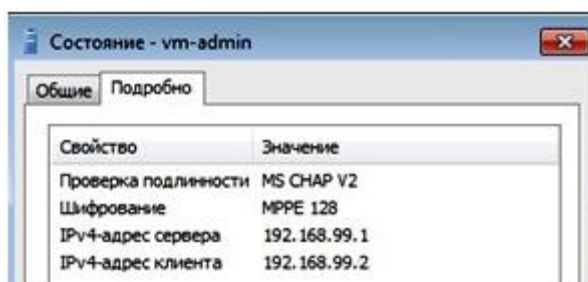 Состояние - vm-admin
Общие Подробно
Свойство Значение
Проверка подлинности MS CHAP V2
Шифрование MPPE 128
IPv4-адрес сервера 192.168.99.1
IPv4-адрес клиента 192.168.99.2